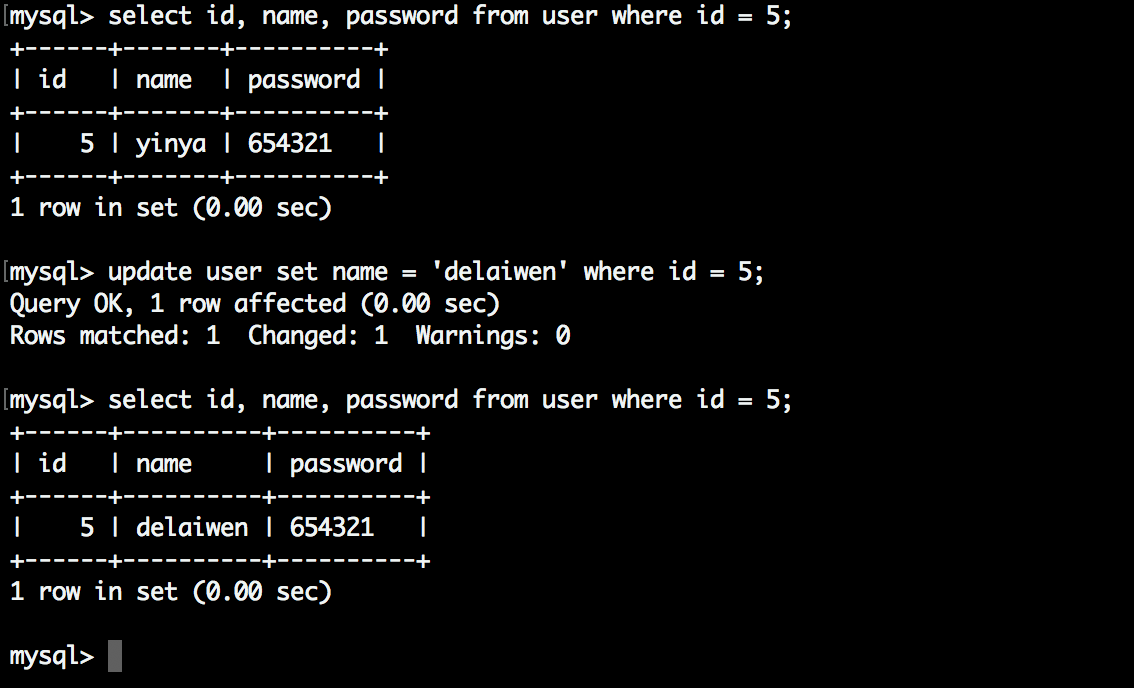 [mysql> select id, name, password from user where id = 5;
+------+-------+----------+
| id   | name  | password |
+------+-------+----------+
|    5 | yinya | 654321   |
+------+-------+----------+
1 row in set (0.00 sec)
[mysql> update user set name = 'delaiwen' where id = 5;
Query OK, 1 row affected (0.00 sec)
Rows matched: 1  Changed: 1  Warnings: 0
[mysql> select id, name, password from user where id = 5;
+------+----------+----------+
| id   | name     | password |
+------+----------+----------+
|    5 | delaiwen | 654321   |
+------+----------+----------+
1 row in set (0.00 sec)
mysql>